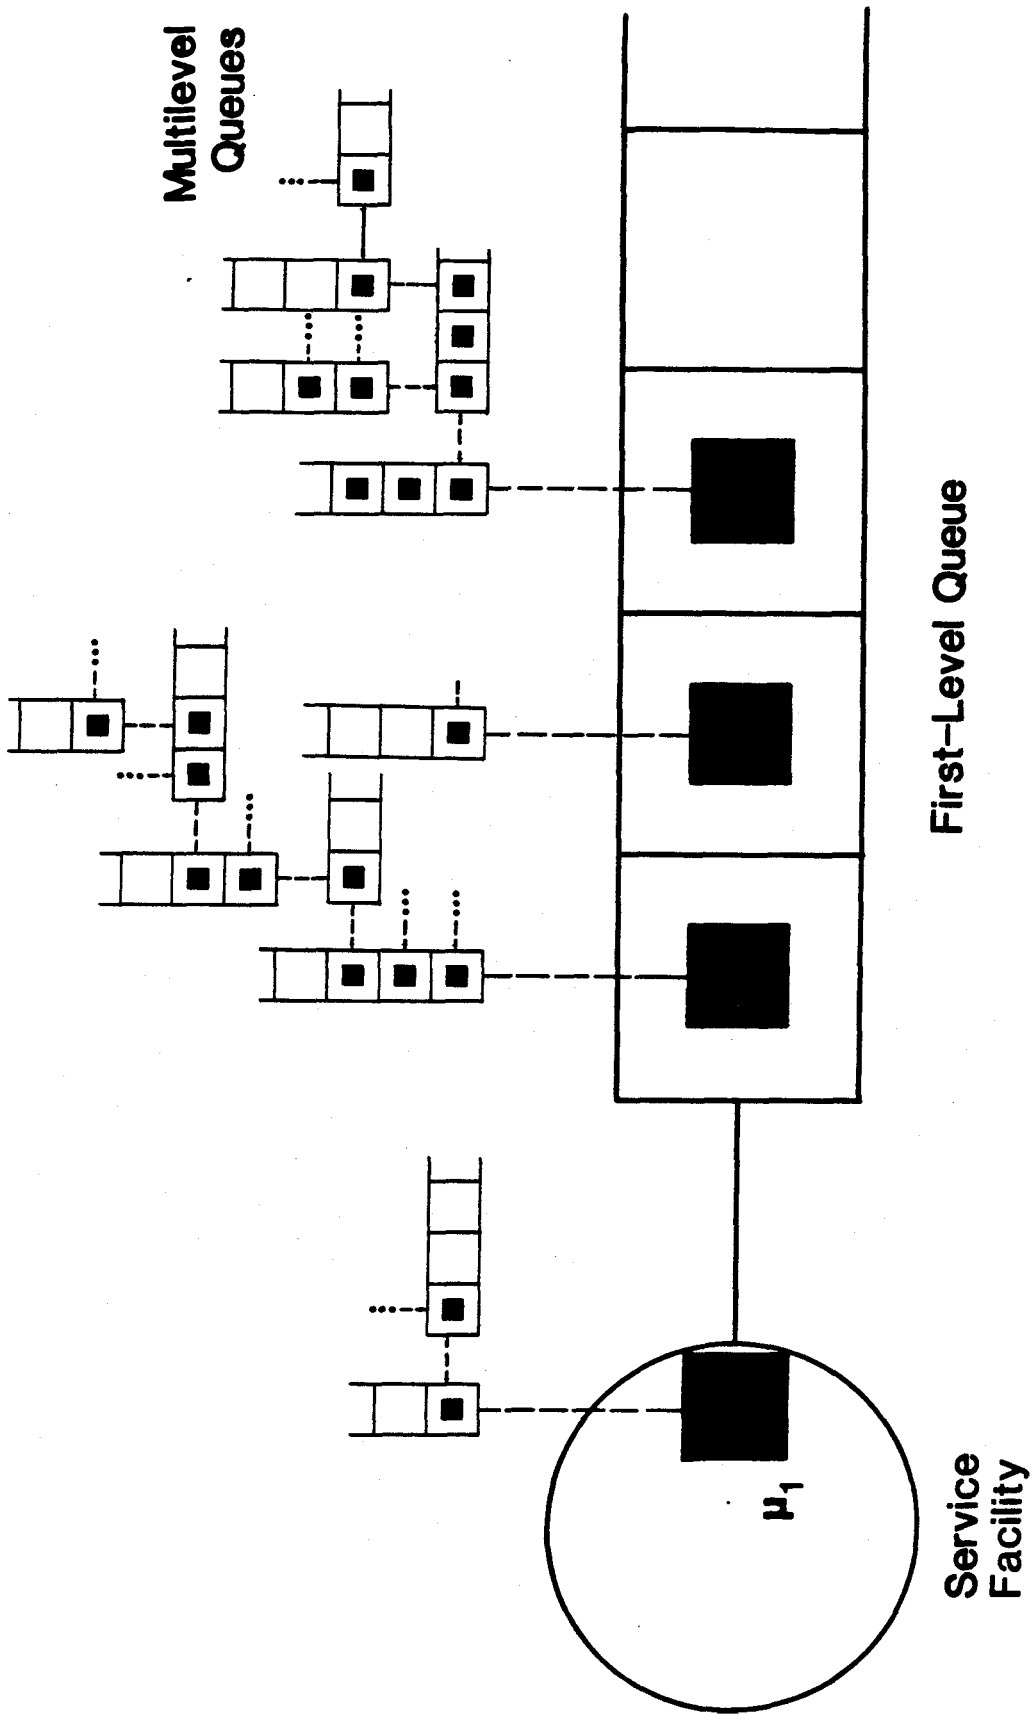 Multilevel
Queues
First-Level Queue
μ1
Service
Facility